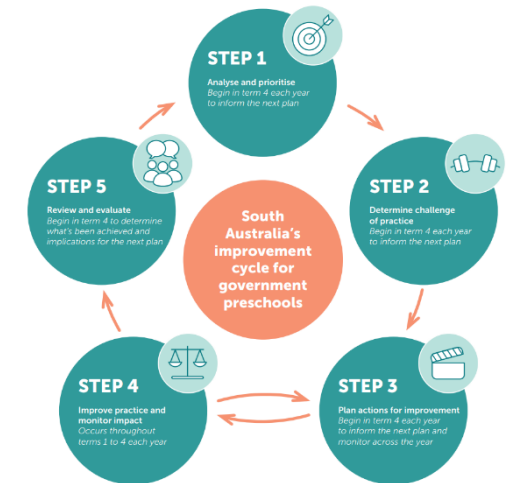 STEP 1
Analyse and prioritise
Begin in term 4 each year
to inform the next plan
STEP 2
Determine challenge
of practice
Begin in term 4 each year
to inform the next plan
STEP 3
Plan actions for improvement
Begin in term 4 each year
to inform the next plan and
monitor across the year
STEP 4
Improve practice and
monitor impact
Occurs throughout
terms 1 to 4 each year
STEP 5
Review and evaluate
Begin in term 4 to determine
what's been achieved and
implications for the next plan
South
Australia's
improvement
cycle for
government
preschools